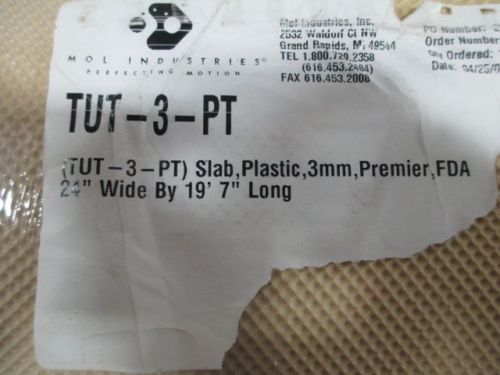 MOL INDUSTRIES®
PERFECTING MOTION
Mol Industries, Inc.
2532 Waldorf Ct NW
Grand Rapids, MI 49544
TEL 1.800.729.2358
(616.453.2484)
FAX 616.453.2008
PO Number:
Order Number
Ordered:
Date:
TUT-3-PT
(TUT-3-PT) Slab,Plastic,3mm,Premier,FDA
24" Wide By 19' 7" Long